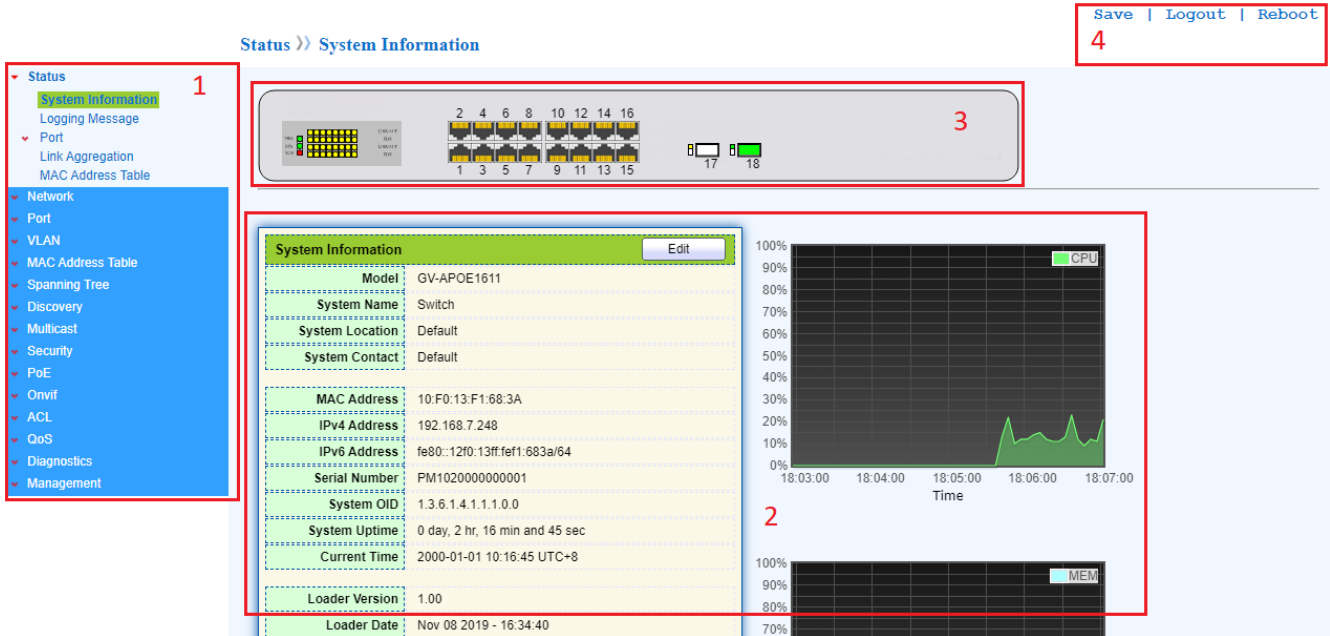 Save | Logout | Reboot
4
Status » System Information
1
Status
System Information
Logging Message
Port
Link Aggregation
MAC Address Table
Network
Port
VLAN
MAC Address Table
Spanning Tree
Discovery
Multicast
Security
PoE
Onvif
ACL
QoS
Diagnostics
Management
2 4 6 8 10 12 14 16
1 3 5 7 9 11 13 15
17 18
3
System Information Edit
Model GV-APOE1611
System Name Switch
System Location Default
System Contact Default
MAC Address 10:F0:13:F1:68:3A
IPv4 Address 192.168.7.248
IPv6 Address fe80::12f0:13ff:fef1:683a/64
Serial Number PM1020000000001
System OID 1.3.6.1.4.1.1.1.0.0
System Uptime 0 day, 2 hr, 16 min and 45 sec
Current Time 2000-01-01 10:16:45 UTC+8
Loader Version 1.00
Loader Date Nov 08 2019 - 16:34:40
CPU
100%
90%
80%
70%
60%
50%
40%
30%
20%
10%
0%
18:03:00 18:04:00 18:05:00 18:06:00 18:07:00
Time
2
MEM
100%
90%
80%
70%